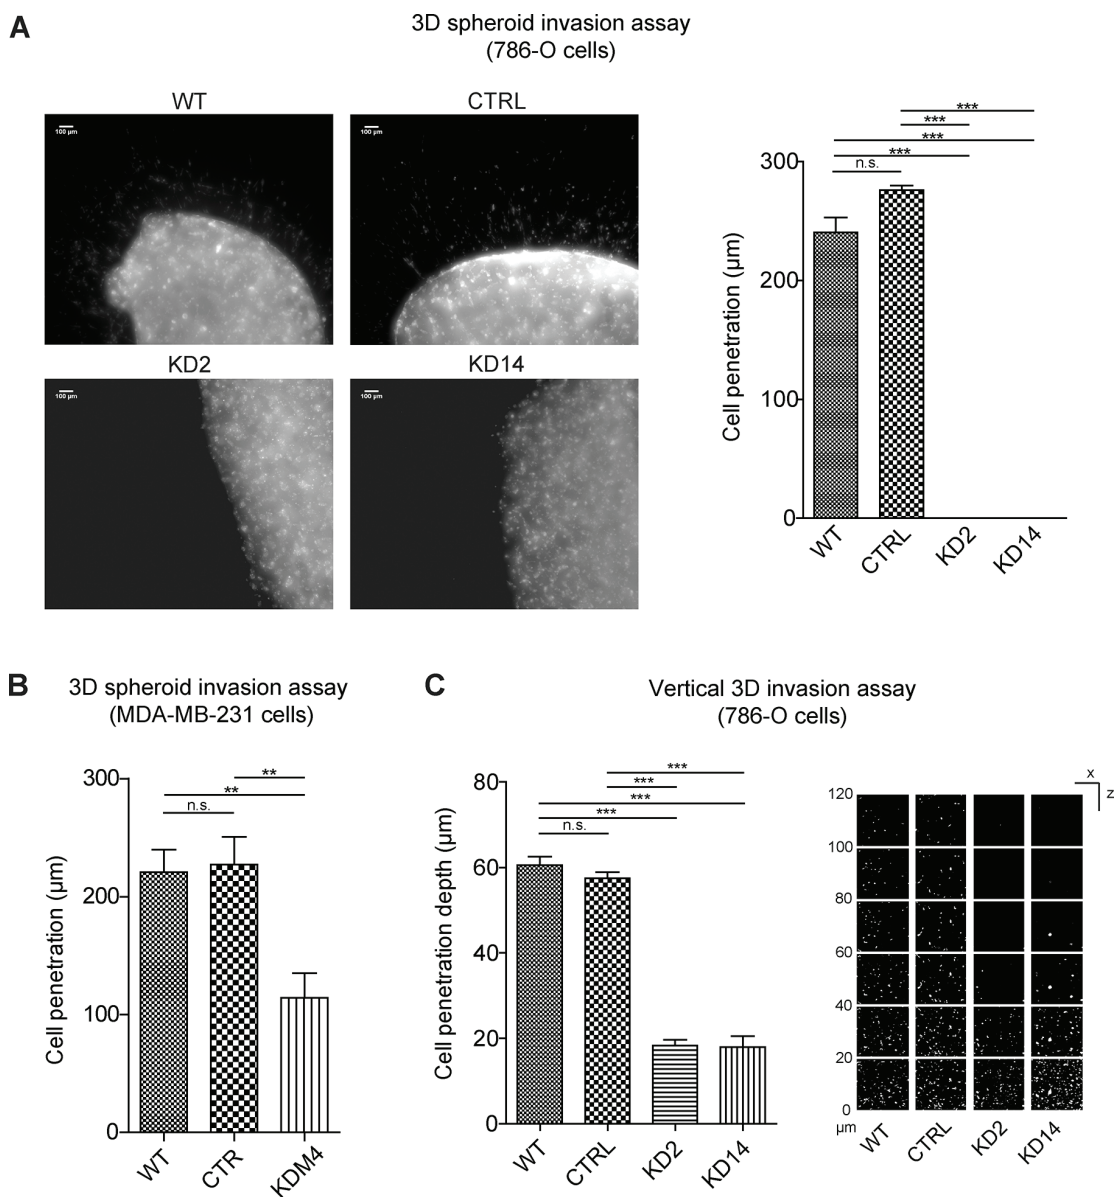 A
3D spheroid invasion assay
(786-O cells)
WT
CTRL
100 µm
100 µm
KD2
KD14
100 µm
100 µm
***
***
***
***
n.s.
300
200
100
0
Cell penetration (µm)
WT
CTRL
KD2
KD14
B
3D spheroid invasion assay
(MDA-MB-231 cells)
**
**
n.s.
300
200
100
0
Cell penetration (µm)
WT
CTR
KDM4
C
Vertical 3D invasion assay
(786-O cells)
***
***
***
***
n.s.
80
60
40
20
0
Cell penetration depth (µm)
WT
CTRL
KD2
KD14
x
z
120
100
80
60
40
20
0
µm
WT
CTRL
KD2
KD14